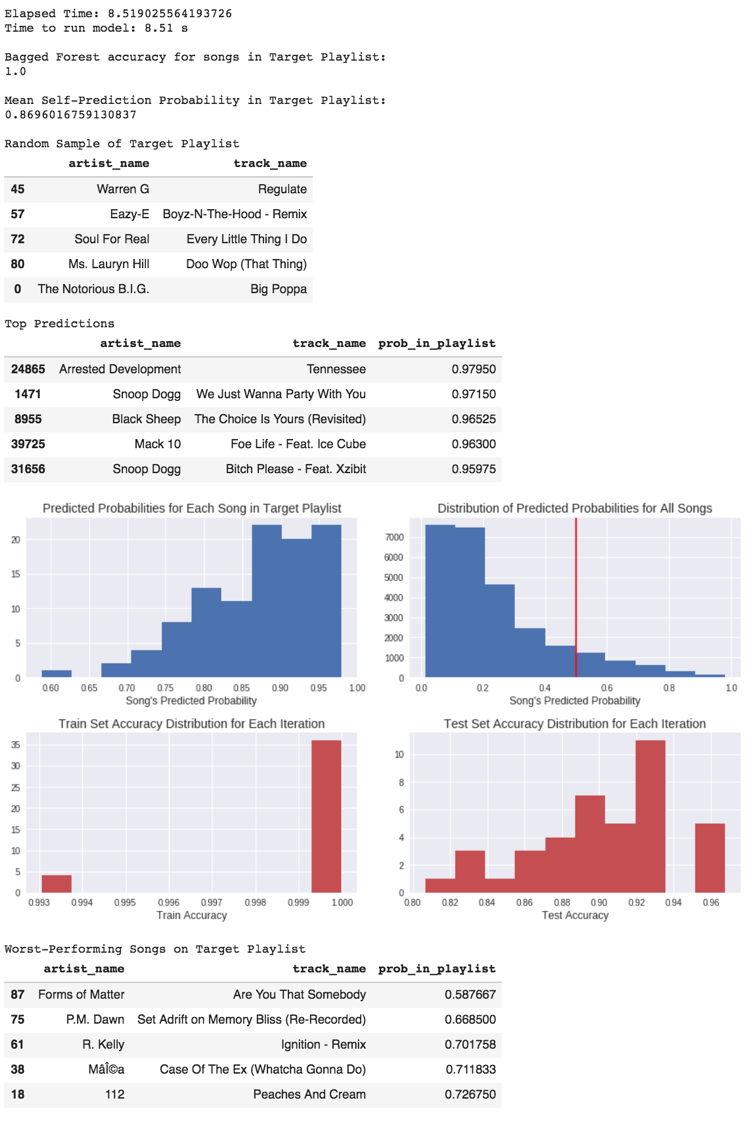 Elapsed Time: 8.519025564193726
Time to run model: 8.51 s
Bagged Forest accuracy for songs in Target Playlist:
1.0
Mean Self-Prediction Probability in Target Playlist:
0.8696016759130837
Random Sample of Target Playlist
artist_name track_name
45 Warren G Regulate
57 Eazy-E Boyz-N-The-Hood - Remix
72 Soul For Real Every Little Thing I Do
80 Ms. Lauryn Hill Doo Wop (That Thing)
0 The Notorious B.I.G. Big Poppa
Top Predictions
artist_name track_name prob_in_playlist
24865 Arrested Development Tennessee 0.97950
1471 Snoop Dogg We Just Wanna Party With You 0.97150
8955 Black Sheep The Choice Is Yours (Revisited) 0.96525
39725 Mack 10 Foe Life - Feat. Ice Cube 0.96300
31656 Snoop Dogg Bitch Please - Feat. Xzibit 0.95975
Predicted Probabilities for Each Song in Target Playlist
20
15
10
5
0
0.60 0.65 0.70 0.75 0.80 0.85 0.90 0.95 1.00
Song's Predicted Probability
Distribution of Predicted Probabilities for All Songs
7000
6000
5000
4000
3000
2000
1000
0
0.0 0.2 0.4 0.6 0.8 1.0
Song's Predicted Probability
Train Set Accuracy Distribution for Each Iteration
35
30
25
20
15
10
5
0
0.993 0.994 0.995 0.996 0.997 0.998 0.999 1.000
Train Accuracy
Test Set Accuracy Distribution for Each Iteration
10
8
6
4
2
0
0.80 0.82 0.84 0.86 0.88 0.90 0.92 0.94 0.96
Test Accuracy
Worst-Performing Songs on Target Playlist
artist_name track_name prob_in_playlist
87 Forms of Matter Are You That Somebody 0.587667
75 P.M. Dawn Set Adrift on Memory Bliss (Re-Recorded) 0.668500
61 R. Kelly Ignition - Remix 0.701758
38 MâÎ©a Case Of The Ex (Whatcha Gonna Do) 0.711833
18 112 Peaches And Cream 0.726750